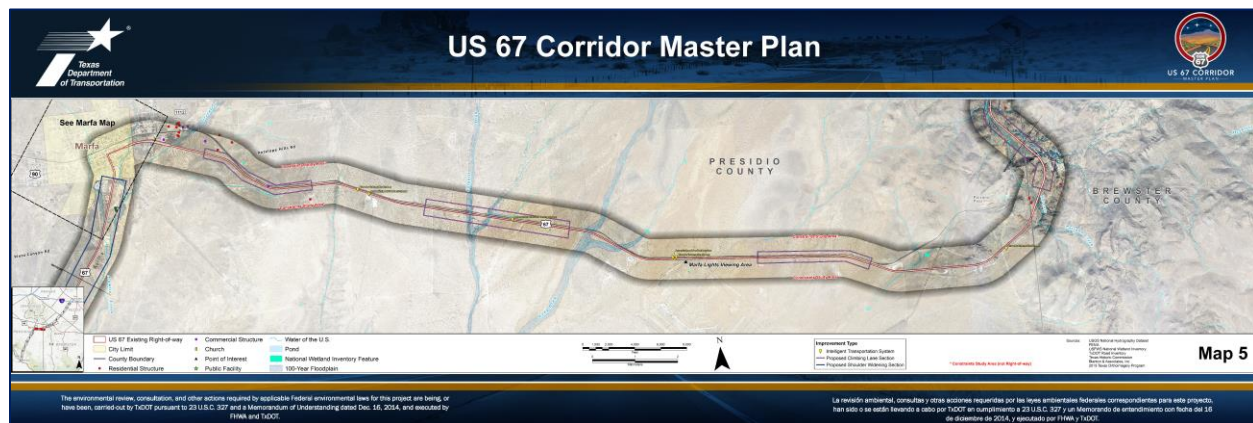 Texas
Department
of Transportation
US 67 Corridor Master Plan
67
US 67 CORRIDOR
MASTER PLAN
See Marfa Map
Marfa
90
67
PRESIDIO
COUNTY
BREWSTER
COUNTY
67
Marfa Lights Viewing Area
US 67 Existing Right-of-way
City Limit
County Boundary
Residential Structure
Commercial Structure
Church
Point of Interest
Public Facility
Water of the U.S.
Pond
National Wetland Inventory Feature
100-Year Floodplain
N
Improvement Type
Intelligent Transportation System
Proposed Climbing Lane Section
Proposed Shoulder Widening Section
Map 5
The environmental review, consultation, and other actions required by applicable Federal environmental laws for this project are being, or
have been, carried-out by TxDOT pursuant to 23 U.S.C. 327 and a Memorandum of Understanding dated Dec. 16, 2014, and executed by
FHWA and TxDOT.
La revisión ambiental, consultas y otras acciones requeridas por las leyes ambientales federales correspondientes para este proyecto,
han sido o se están llevando a cabo por TxDOT en cumplimiento a 23 U.S.C. 327 y un Memorando de entendimiento con fecha del 16
de diciembre de 2014, y ejecutado por FHWA y TxDOT.